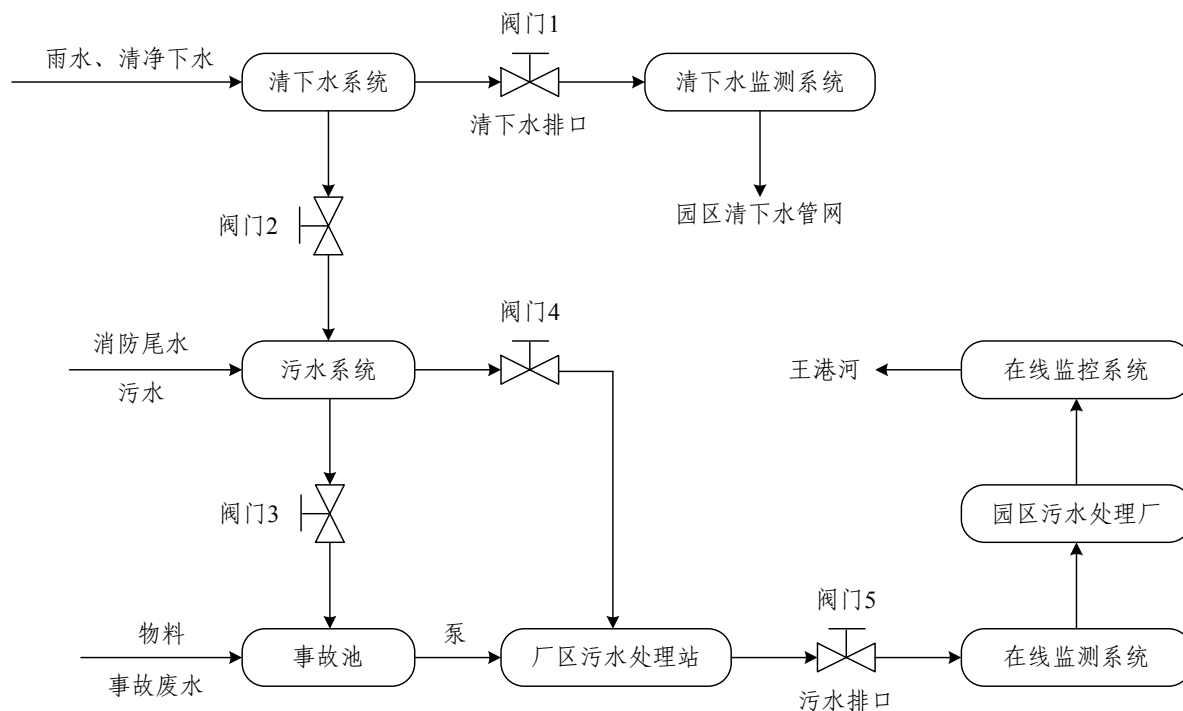 阀门1
雨水、清净下水
清下水系统
清下水监测系统
清下水排口
园区清下水管网
阀门2
阀门4
消防尾水
污水系统
污水
王港河
在线监控系统
阀门3
园区污水处理厂
阀门5
物料
事故池
泵
厂区污水处理站
在线监测系统
事故废水
污水排口